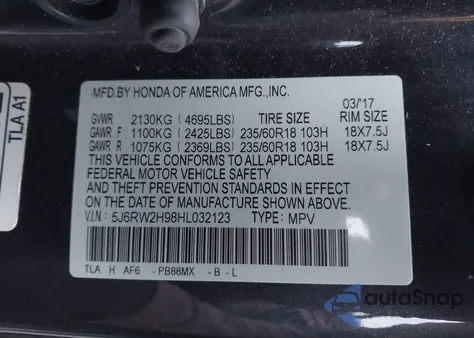 MFD.BY HONDA OF AMERICA MFG.,INC.
03/'17
GVWR 2130KG (4695LBS) TIRE SIZE RIM SIZE
GAWR F 1100KG (2425LBS) 235/60R18 103H 18X7.5J
GAWR R 1075KG (2369LBS) 235/60R18 103H 18X7.5J
THIS VEHICLE CONFORMS TO ALL APPLICABLE
FEDERAL MOTOR VEHICLE SAFETY, BUMPER,
AND THEFT PREVENTION STANDARDS IN EFFECT
ON THE DATE OF MANUFACTURE SHOWN ABOVE.
V.I.N: 5J6RW2H98HL032123 TYPE: MPV
TLA H AF6 -PB88MX -B -L
TLA A1
autoSnap